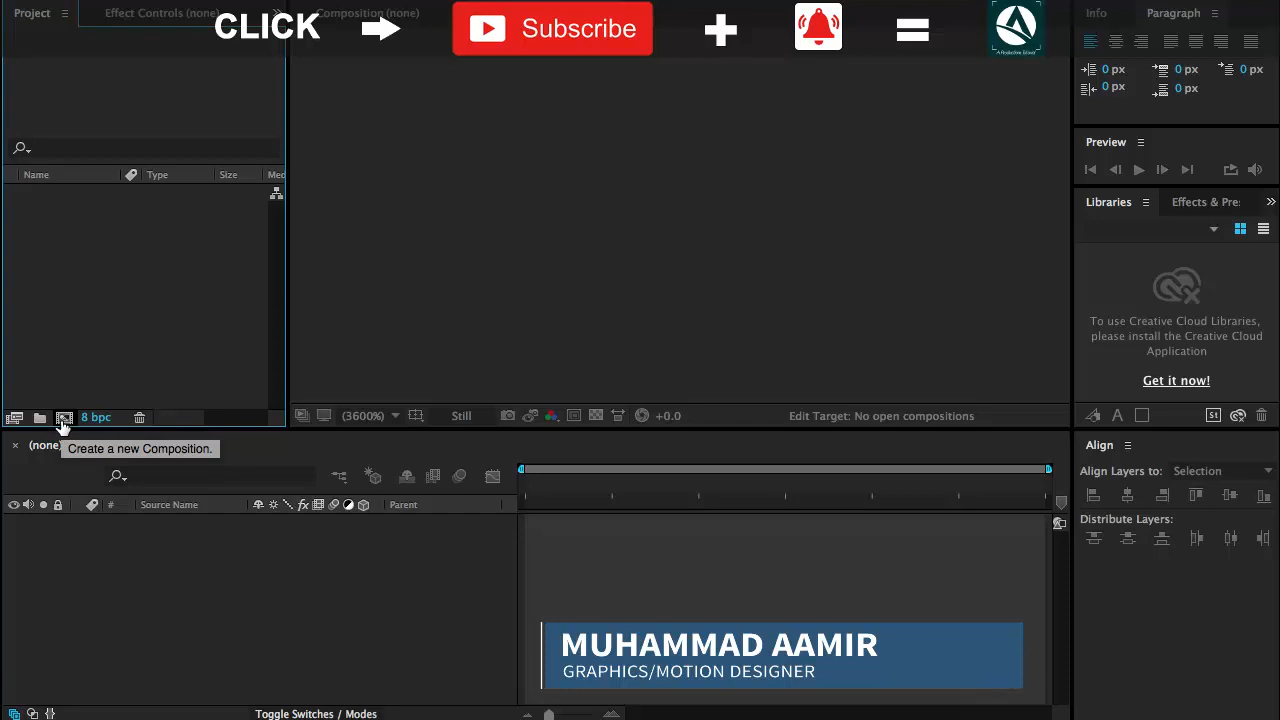 Project
Effect Controls (none)
Composition (none)
CLICK
Subscribe
Info
Paragraph
0 px
0 px
0 px
0 px
0 px
Preview
Name
Type
Size
Med
Libraries
Effects & Pre
To use Creative Cloud Libraries,
please install the Creative Cloud
Application
Get it now!
8 bpc
(3600%)
Still
+0.0
Edit Target: No open compositions
(none)
Create a new Composition.
Align
Align Layers to:
Selection
#
Source Name
fx
Parent
Distribute Layers:
MUHAMMAD AAMIR
GRAPHICS/MOTION DESIGNER
Toggle Switches / Modes